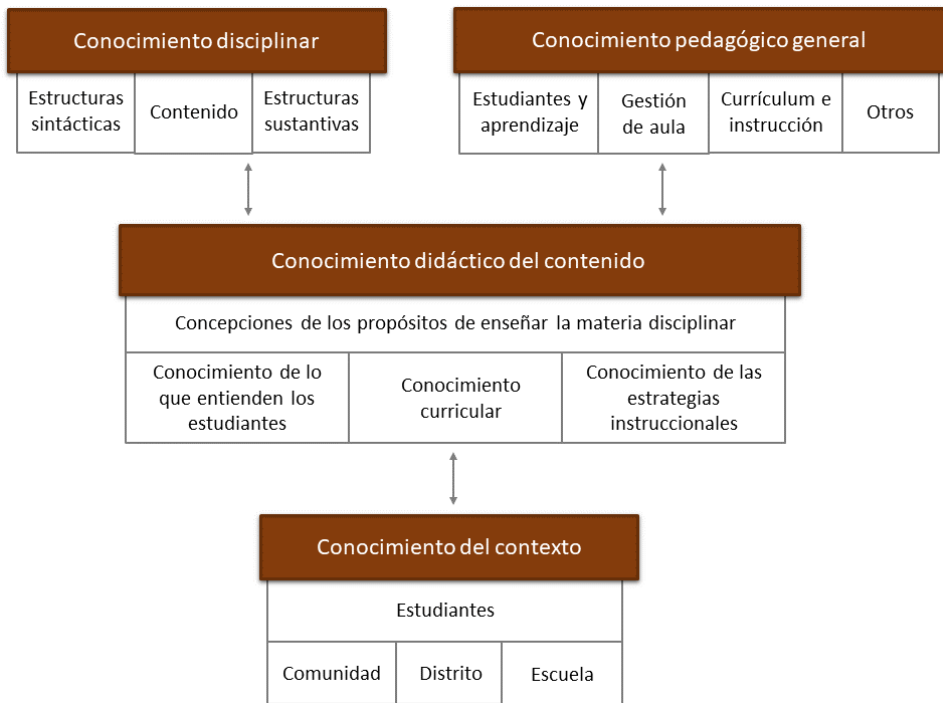 Conocimiento disciplinar
Estructuras
sintácticas
Contenido
Estructuras
sustantivas
Conocimiento pedagógico general
Estudiantes y
aprendizaje
Gestión
de aula
Currículum e
instrucción
Otros
Conocimiento didáctico del contenido
Concepciones de los propósitos de enseñar la materia disciplinar
Conocimiento de lo
que entienden los
estudiantes
Conocimiento
curricular
Conocimiento de las
estrategias
instruccionales
Conocimiento del contexto
Estudiantes
Comunidad
Distrito
Escuela